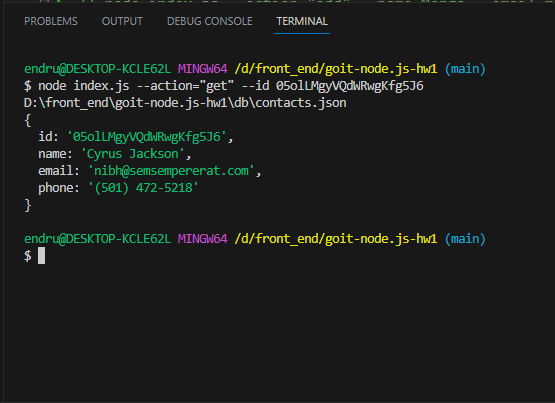 PROBLEMS OUTPUT DEBUG CONSOLE TERMINAL
endru@DESKTOP-KCLE62L MINGW64 /d/front_end/goit-node.js-hw1 (main)
$ node index.js --action="get" --id 05olLMgyVQdWRwgKfg5J6
D:\front_end\goit-node.js-hw1\db\contacts.json
{
  id: '05olLMgyVQdWRwgKfg5J6',
  name: 'Cyrus Jackson',
  email: 'nibh@semsempererat.com',
  phone: '(501) 472-5218'
}
endru@DESKTOP-KCLE62L MINGW64 /d/front_end/goit-node.js-hw1 (main)
$